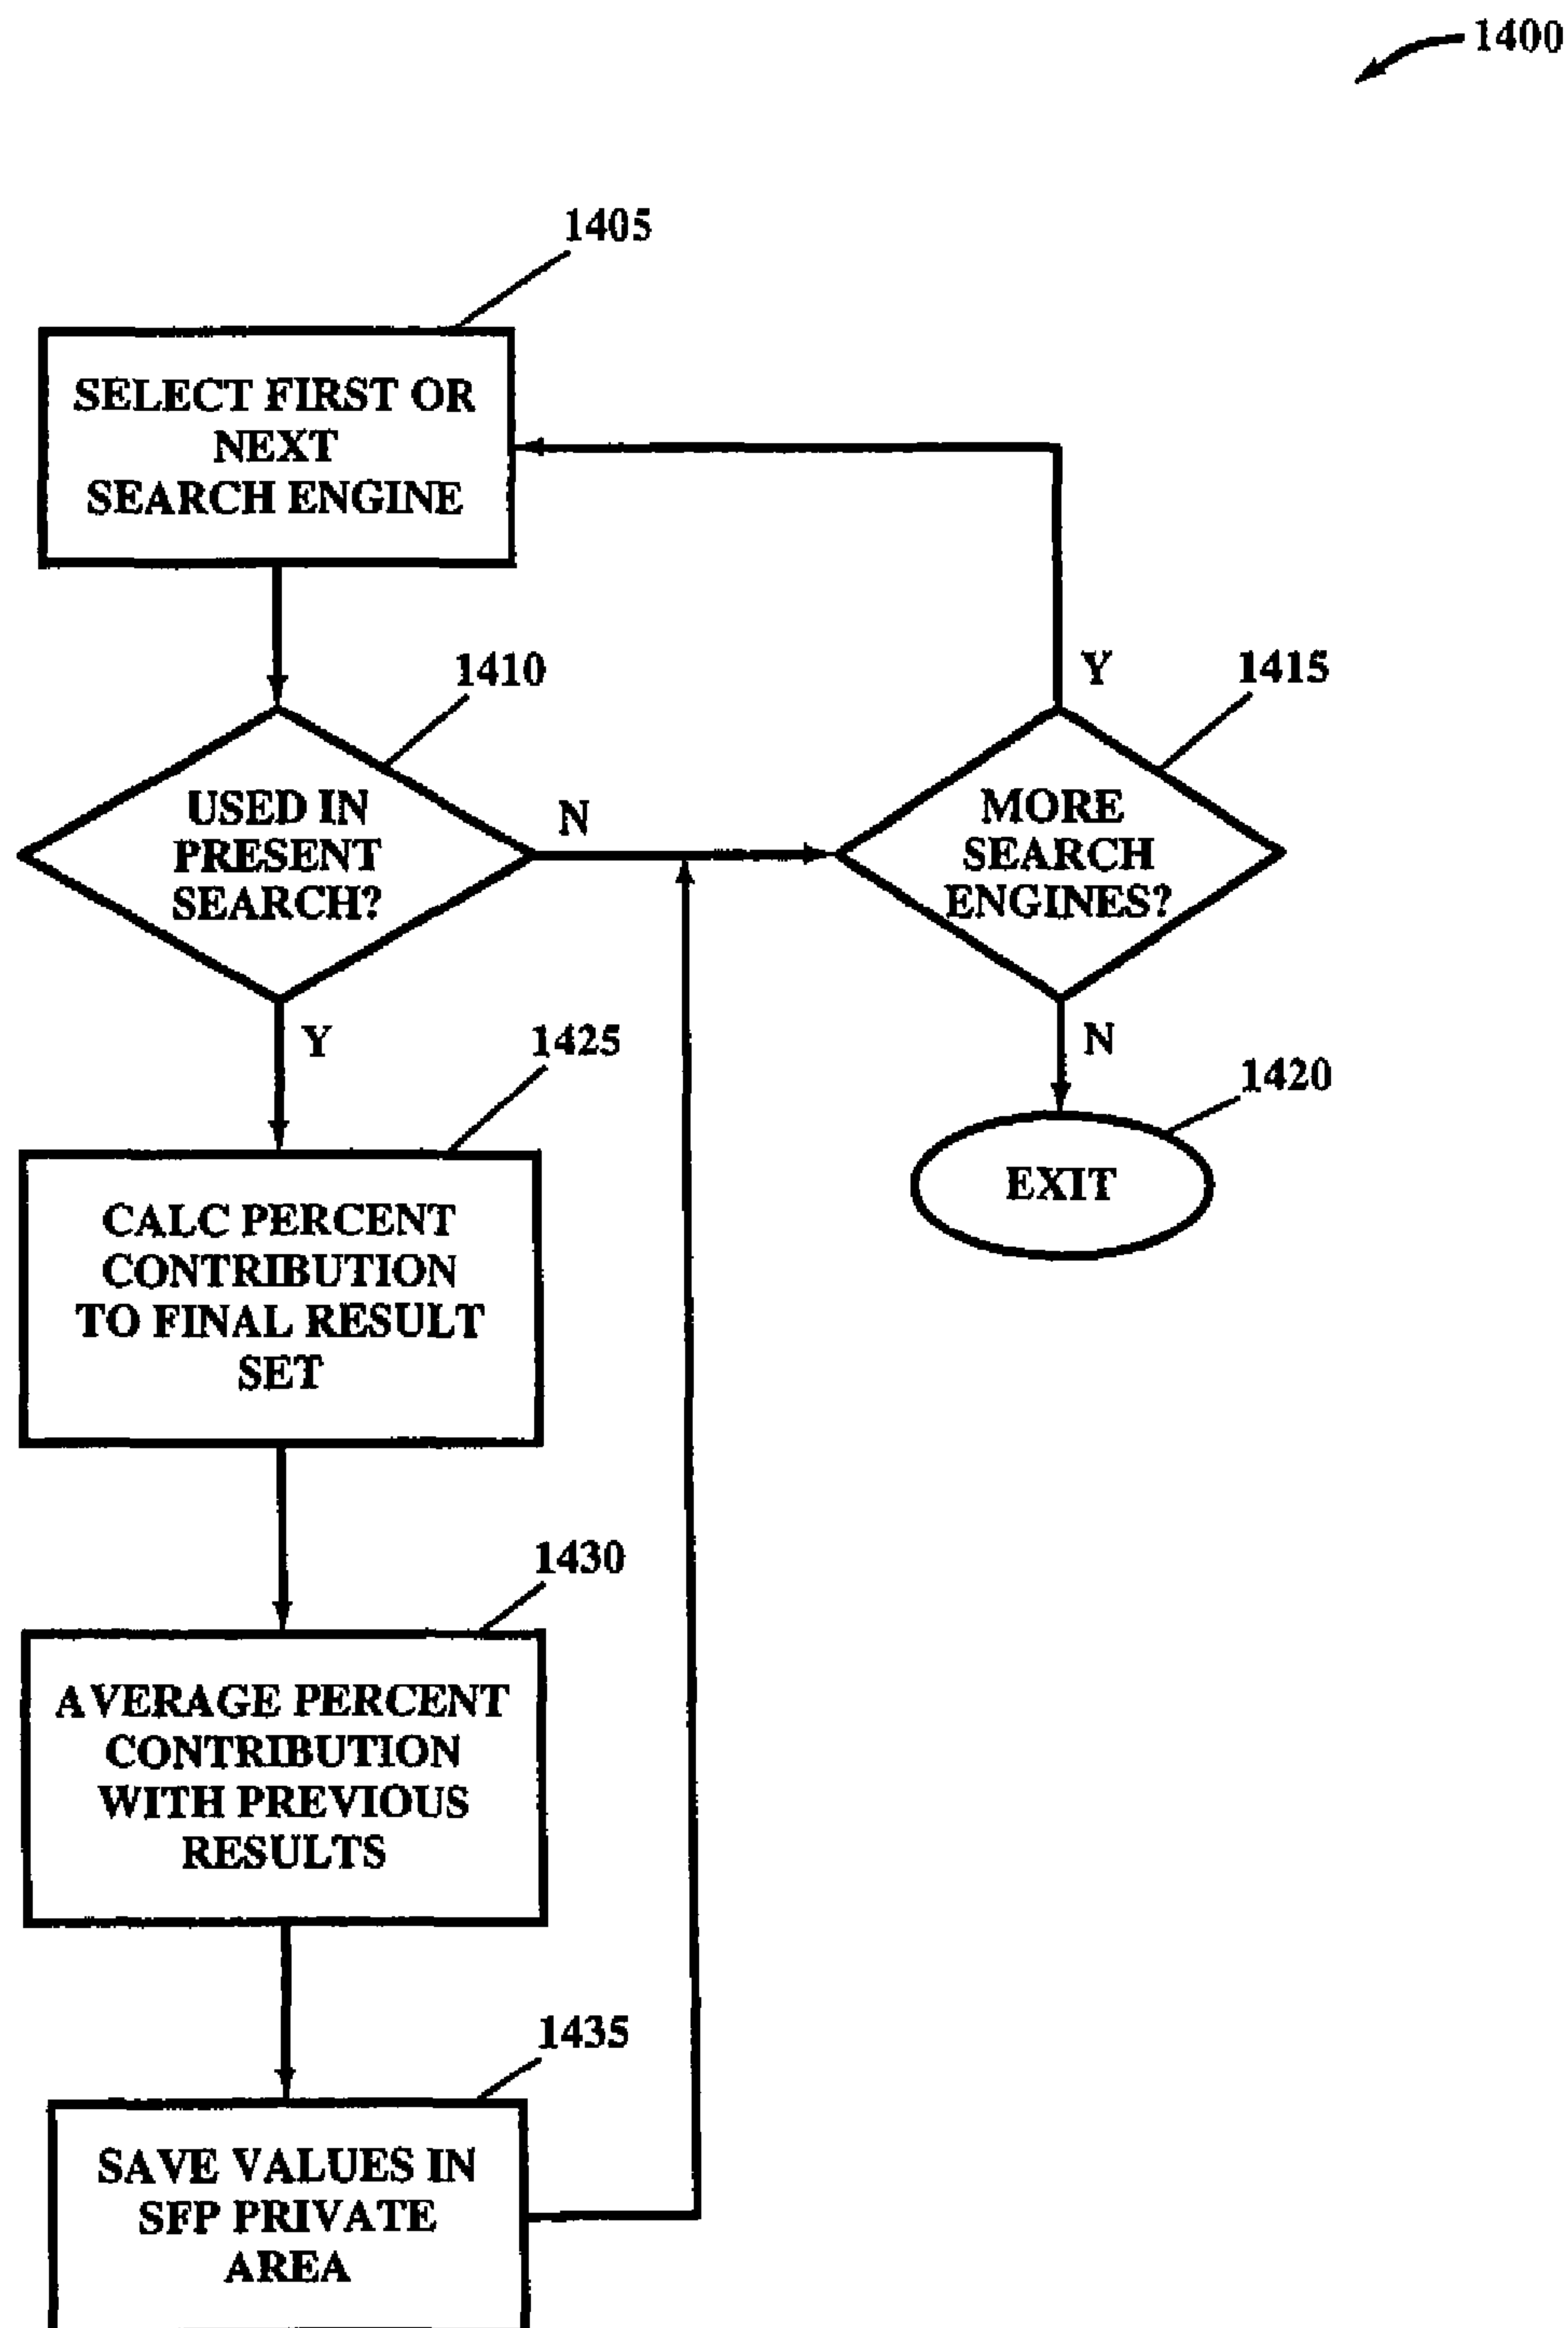 1400
1405
SELECT FIRST OR
NEXT
SEARCH ENGINE
1410
USED IN
PRESENT
SEARCH?
N
Y
1415
MORE
SEARCH
ENGINES?
Y
N
1420
EXIT
1425
CALC PERCENT
CONTRIBUTION
TO FINAL RESULT
SET
1430
AVERAGE PERCENT
CONTRIBUTION
WITH PREVIOUS
RESULTS
1435
SAVE VALUES IN
SFP PRIVATE
AREA